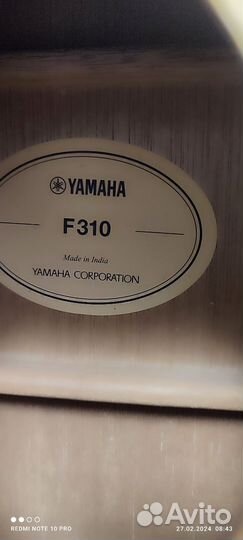 YAMAHA
F310
Made in India
YAMAHA CORPORATION
REDMI NOTE 10 PRO
27.02.2024 08:43
Avito